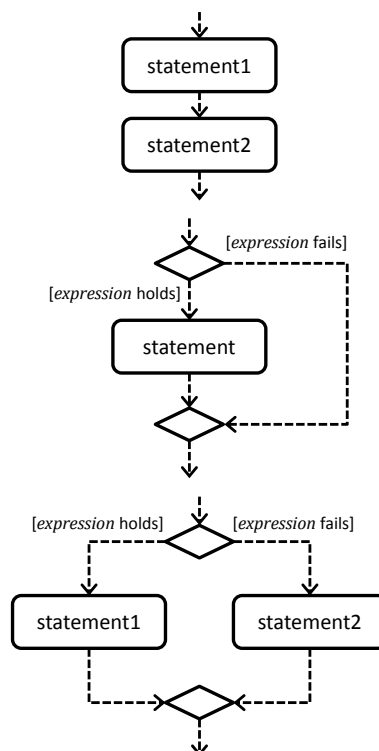 statement1
statement2
[expression fails]
[expression holds]
statement
[expression holds] [expression fails]
statement1 statement2